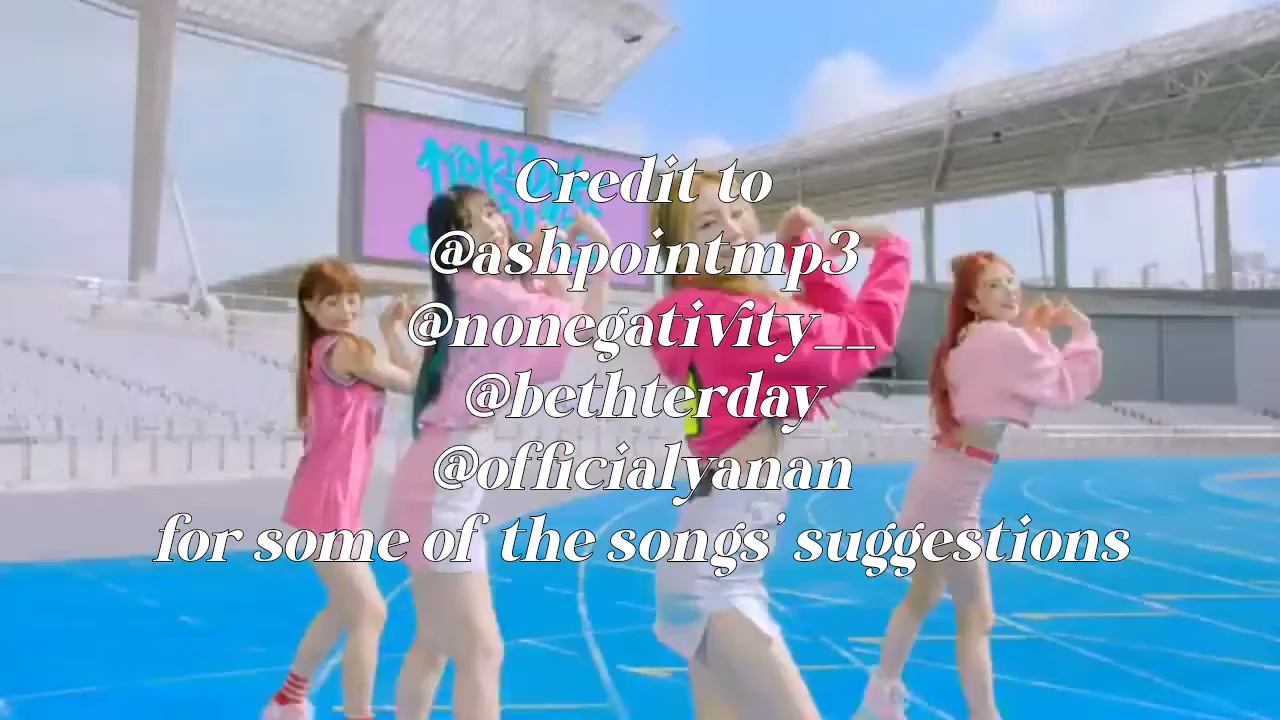 Credit to
@ashpointmp3
@nonegativity__
@bethterday
@officialyanan
for some of the songs' suggestions